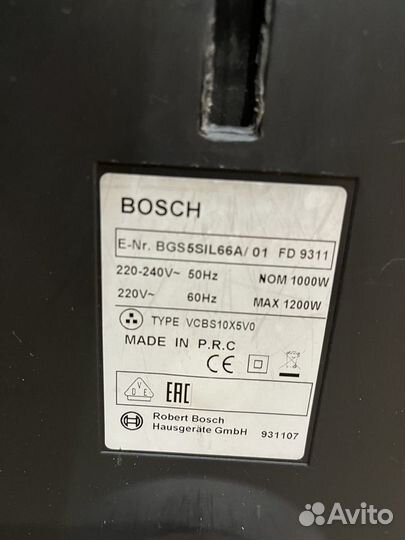 BOSCH
E-Nr. BGS5SIL66A/ 01 FD 9311
220-240V~ 50Hz NOM 1000W
220V~ 60Hz MAX 1200W
TYPE VCBS10X5V0
MADE IN P.R.C
CE
VDE EAC
Robert Bosch
Hausgeräte GmbH 931107
Avito